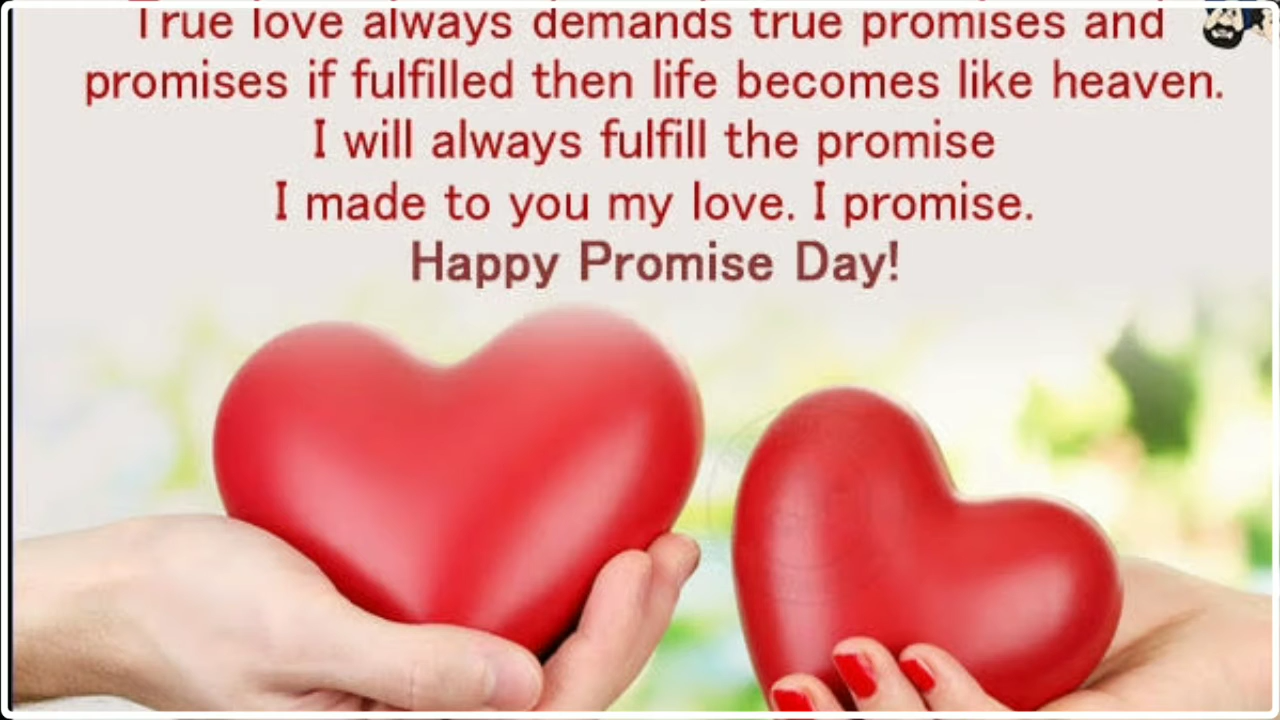 True love always demands true promises and
promises if fulfilled then life becomes like heaven.
I will always fulfill the promise
I made to you my love. I promise.
Happy Promise Day!